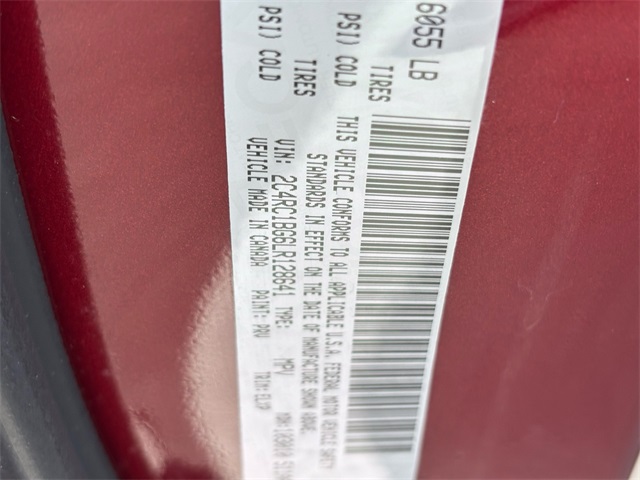 6055 LB
TIRES
PSI) COLD
TIRES
PSI) COLD
THIS VEHICLE CONFORMS TO ALL APPLICABLE U.S.A. FEDERAL MOTOR VEHICLE SAFETY
STANDARDS IN EFFECT ON THE DATE OF MANUFACTURE SHOWN ABOVE.
VIN: 2C4RC1BG6LR128641 TYPE: MPV
VEHICLE MADE IN CANADA PAINT: PRV TRIM: